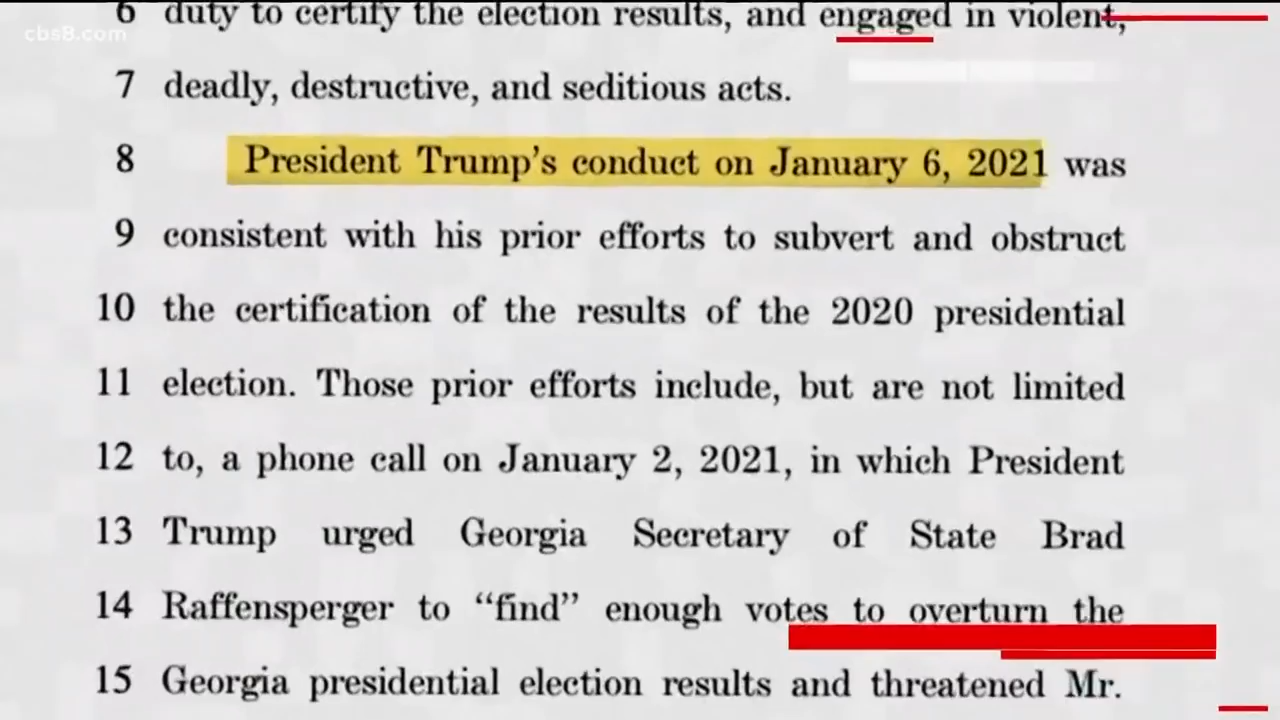 cbs8.com
6 duty to certify the election results, and engaged in violent,
7 deadly, destructive, and seditious acts.
8 President Trump’s conduct on January 6, 2021 was
9 consistent with his prior efforts to subvert and obstruct
10 the certification of the results of the 2020 presidential
11 election. Those prior efforts include, but are not limited
12 to, a phone call on January 2, 2021, in which President
13 Trump urged Georgia Secretary of State Brad
14 Raffensperger to “find” enough votes to overturn the
15 Georgia presidential election results and threatened Mr.